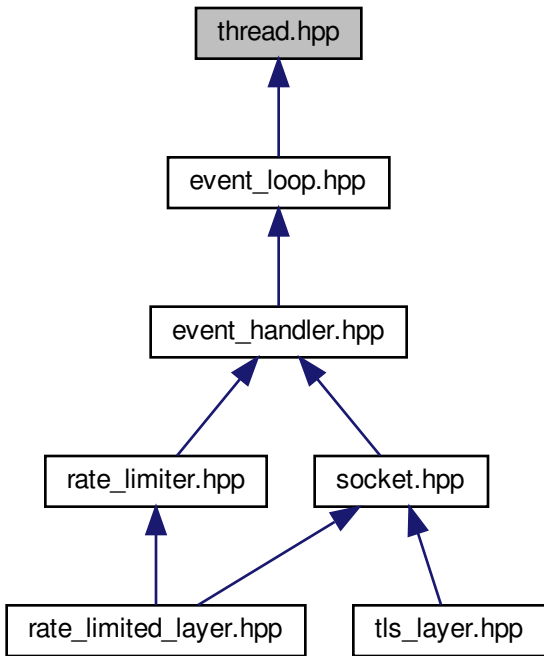 thread.hpp
event_loop.hpp
event_handler.hpp
rate_limiter.hpp
socket.hpp
rate_limited_layer.hpp
tls_layer.hpp